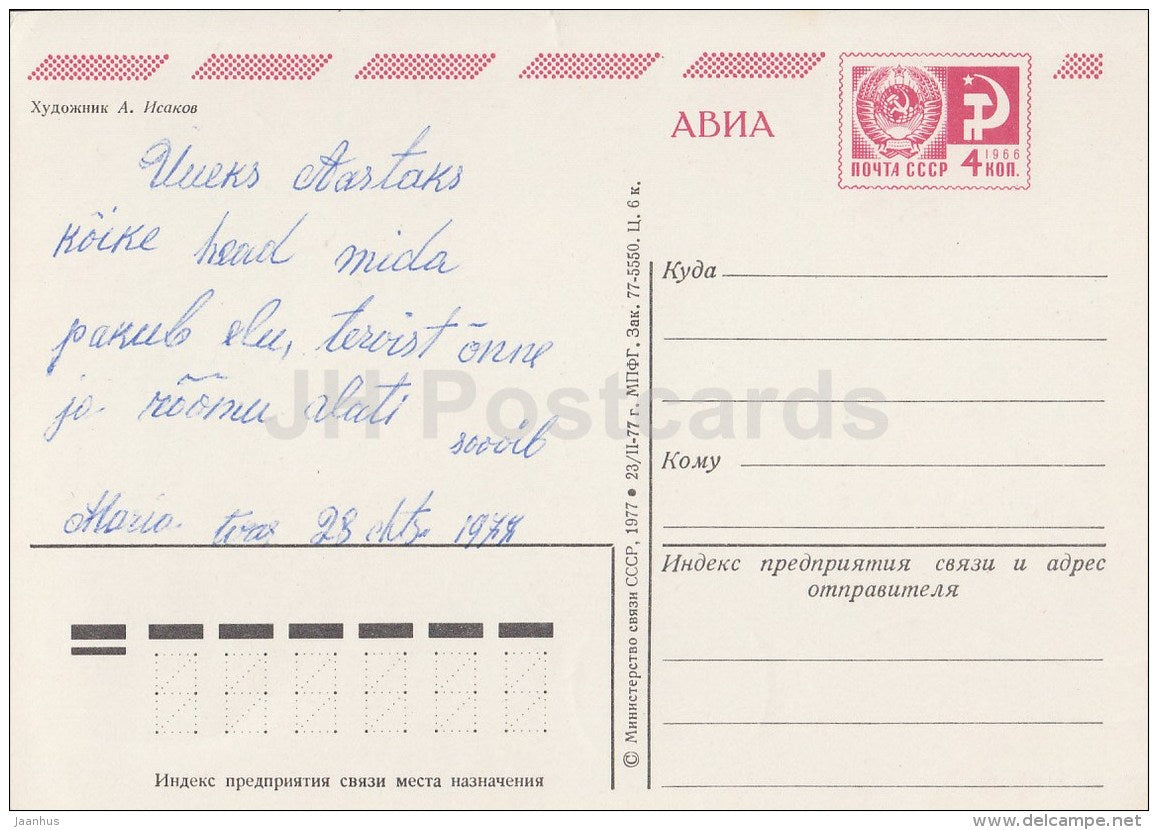 Художник А. Исаков
Uueks Aastaks
kõike head mida
pakub elu, tervist õnne
ja rõõmu alati
soovib
Maria 28 1977
АВИА
ПОЧТА СССР 4 1966 КОП.
© Министерство связи СССР, 1977 ● 23/II-77 г. МПФГ. Зак. 77-5550. Ц. 6 к.
Куда
Кому
Индекс предприятия связи и адрес
отправителя
Индекс предприятия связи места назначения
JH Postcards
Jaanhus
delcampe.net